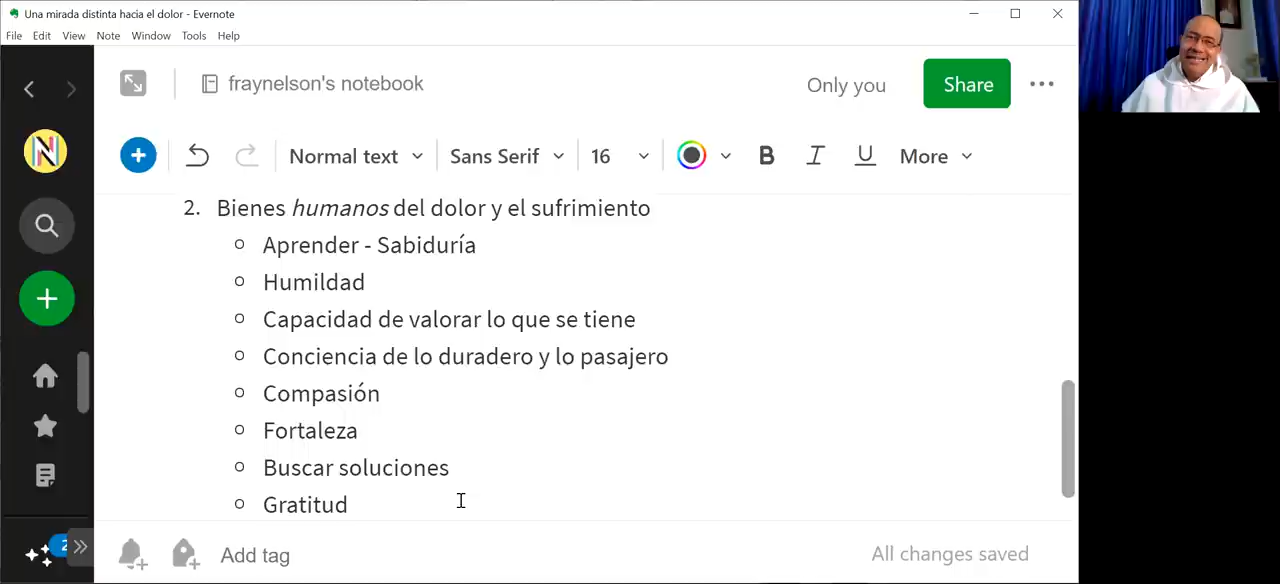 Una mirada distinta hacia el dolor - Evernote
File Edit View Note Window Tools Help
fraynelson's notebook
Only you
Share
Normal text
Sans Serif
16
B
I
U
More
N
2. Bienes humanos del dolor y el sufrimiento
Aprender - Sabiduría
Humildad
Capacidad de valorar lo que se tiene
Conciencia de lo duradero y lo pasajero
Compasión
Fortaleza
Buscar soluciones
Gratitud
2
Add tag
All changes saved